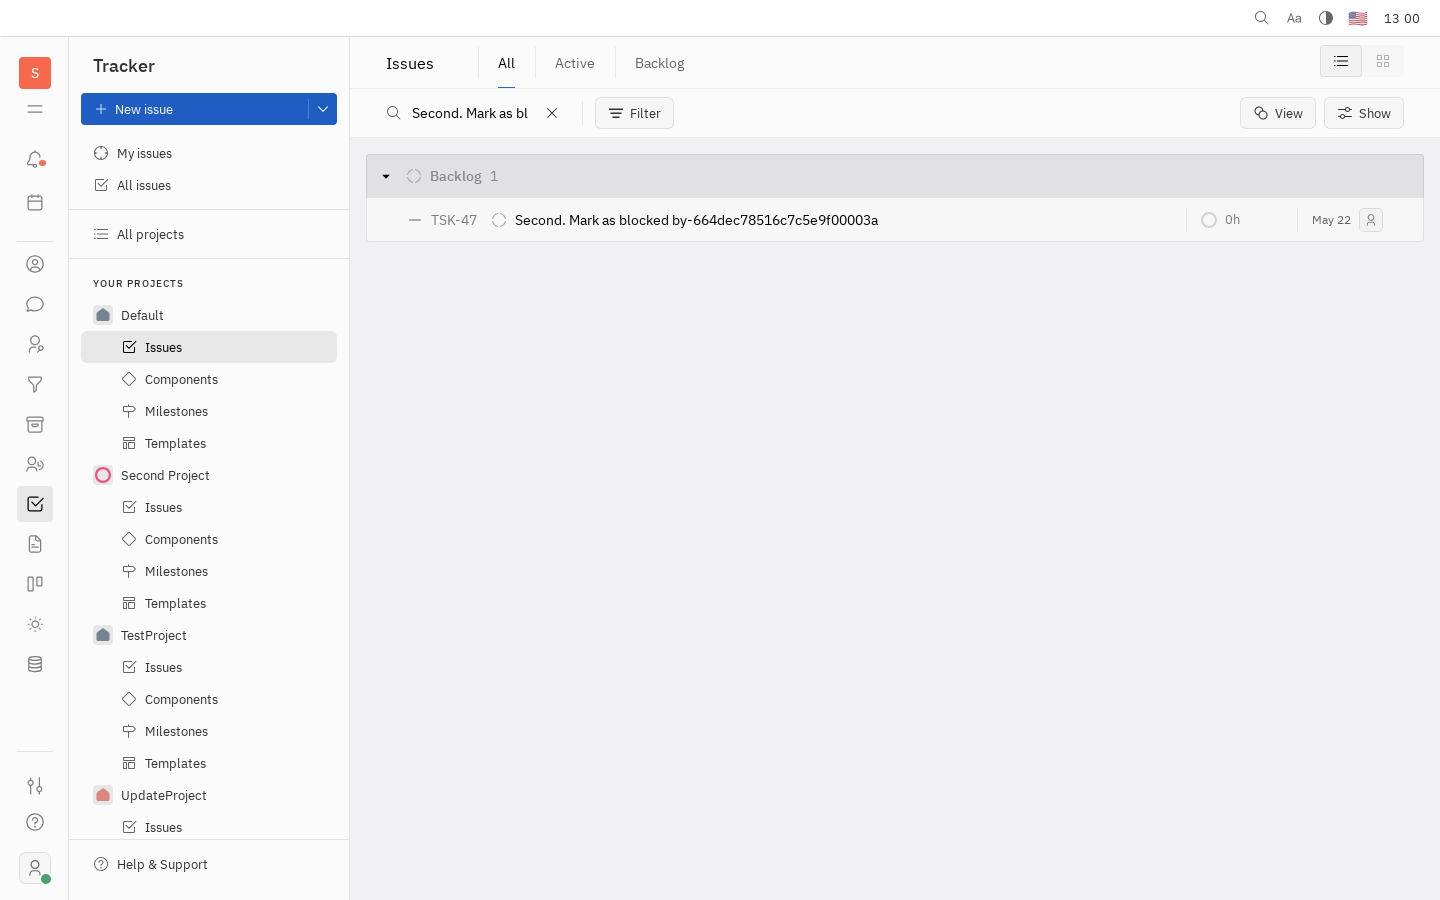 Aa
13 00
S
Tracker
New issue
My issues
All issues
All projects
YOUR PROJECTS
Default
Issues
Components
Milestones
Templates
Second Project
Issues
Components
Milestones
Templates
TestProject
Issues
Components
Milestones
Templates
UpdateProject
Issues
Help & Support
Issues
All
Active
Backlog
Second. Mark as bl
Filter
View
Show
Backlog 1
TSK-47 Second. Mark as blocked by-664dec78516c7c5e9f00003a 0h May 22